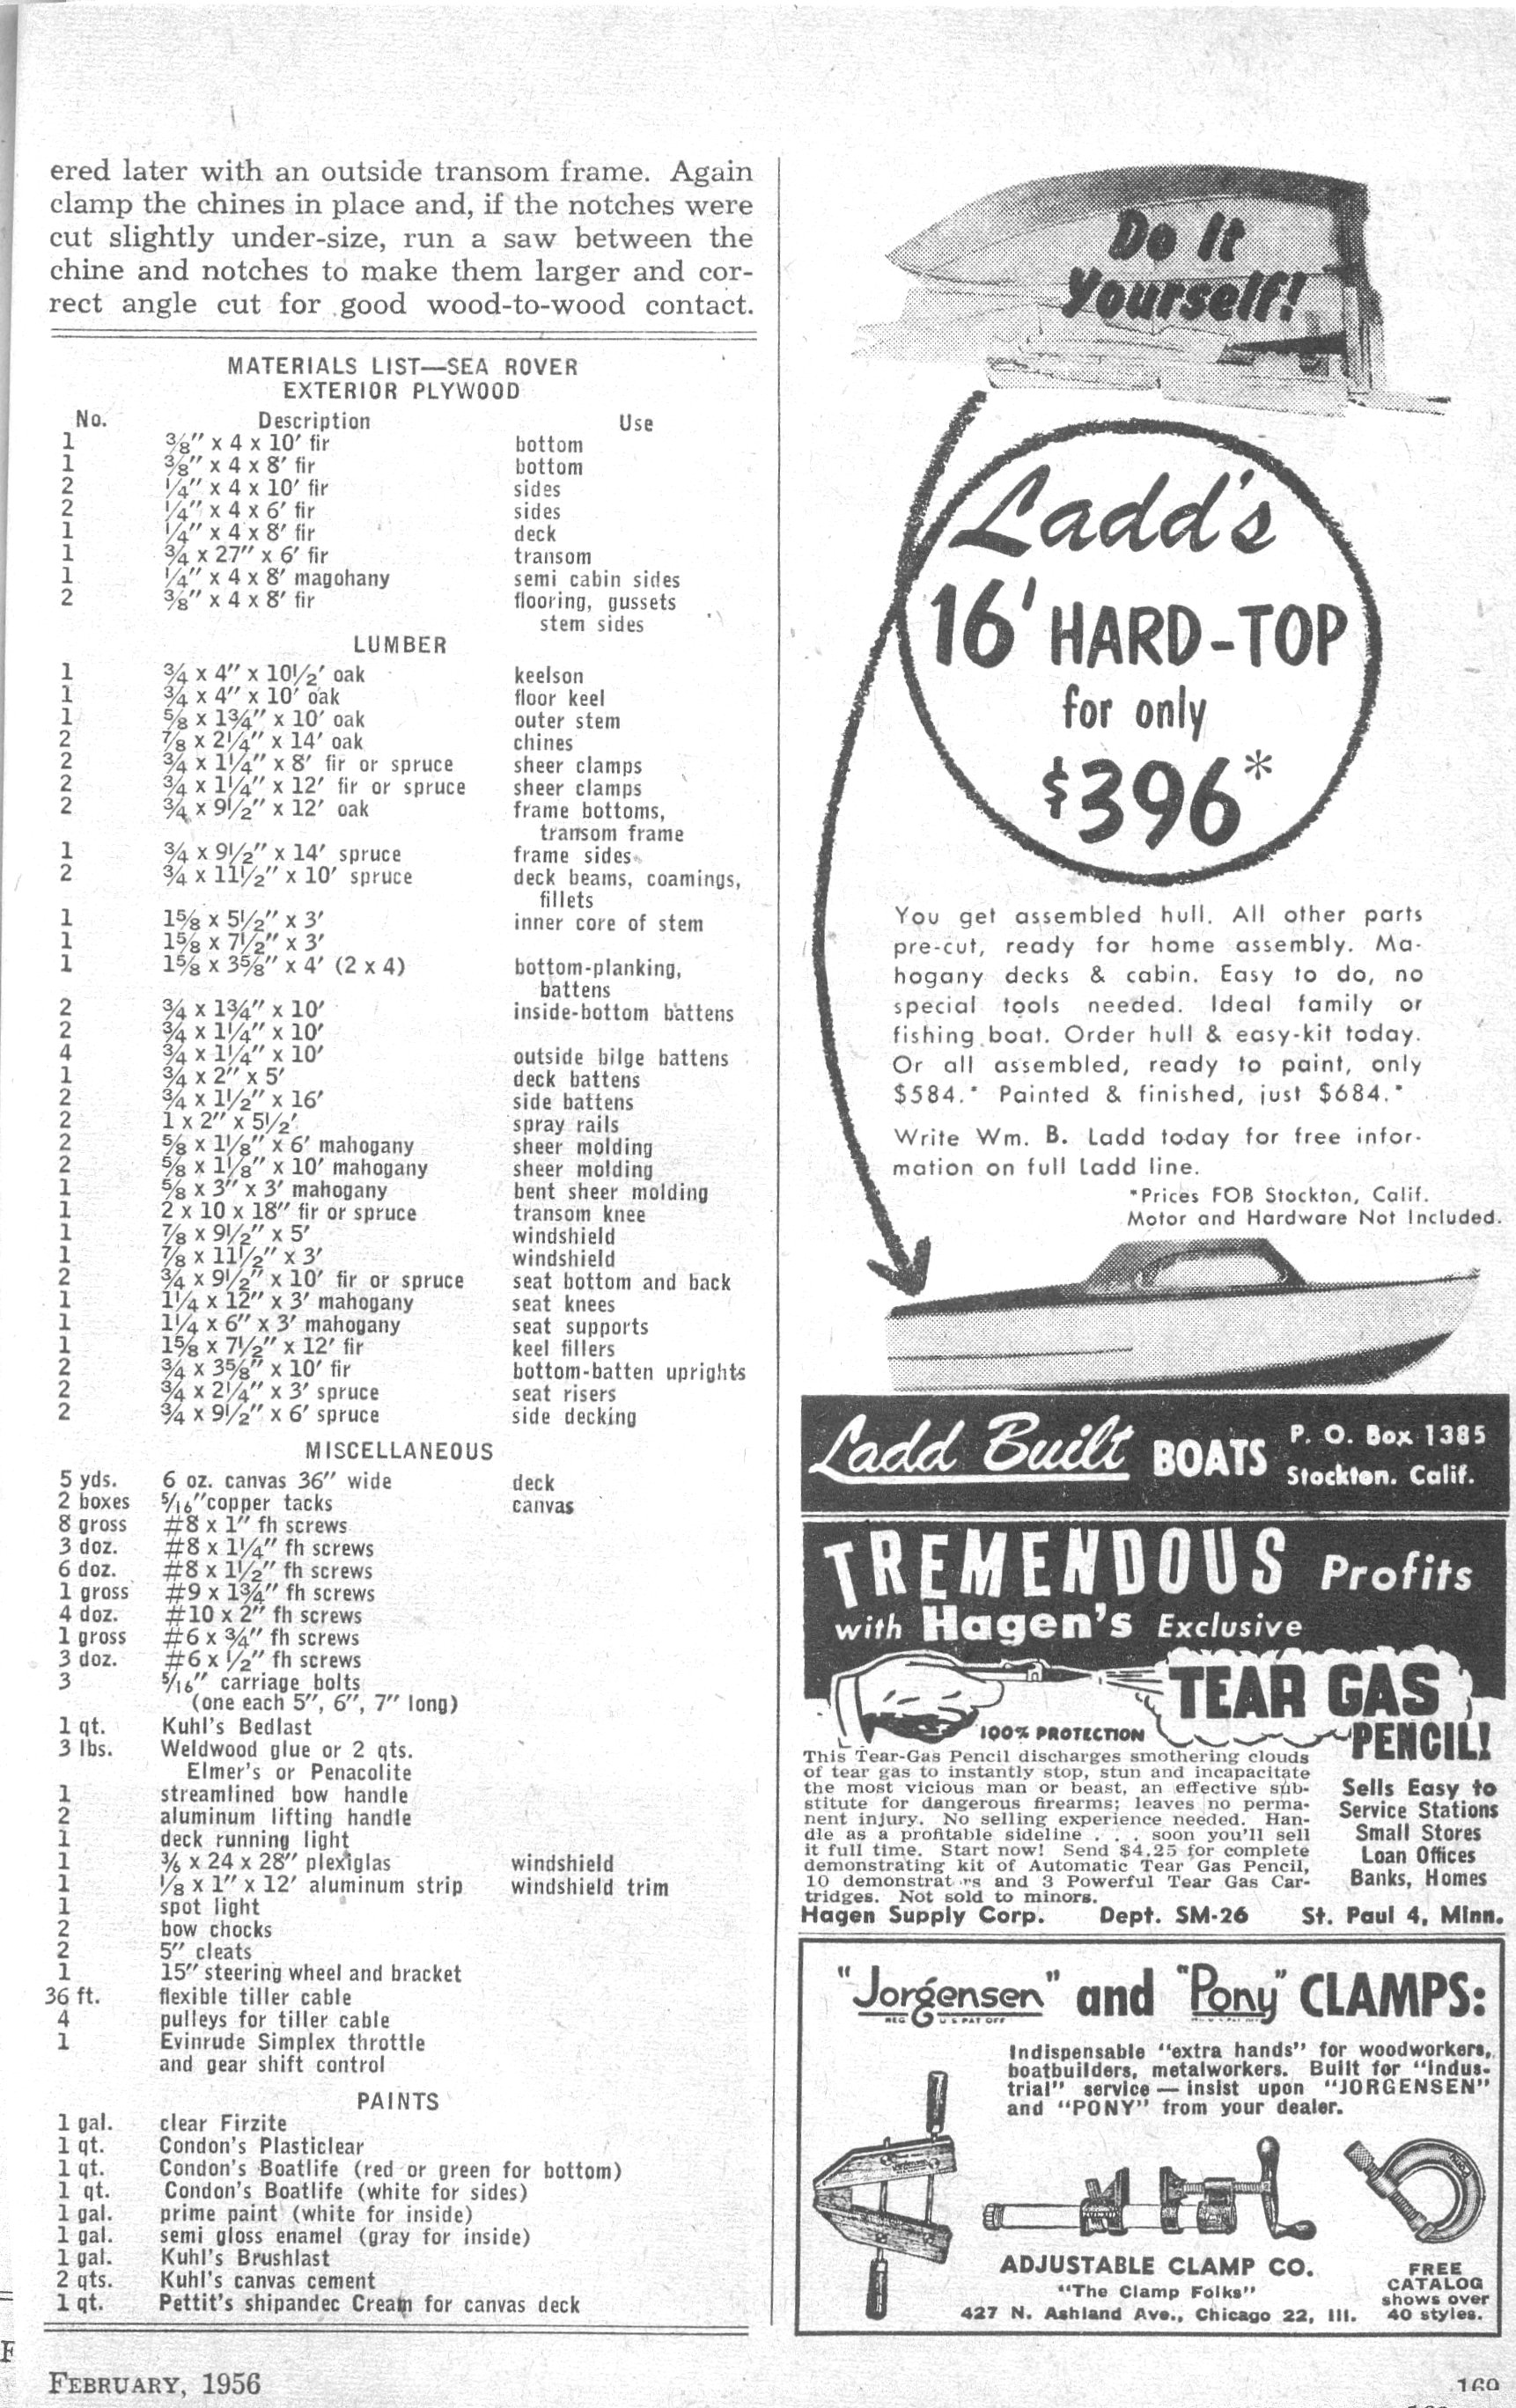 ered later with an outside transom frame. Again
clamp the chines in place and, if the notches were
cut slightly under-size, run a saw between the
chine and notches to make them larger and cor-
rect angle cut for good wood-to-wood contact.
MATERIALS LIST—SEA ROVER
EXTERIOR PLYWOOD
No. Description Use
1 3/8" x 4 x 10' fir bottom
1 3/8" x 4 x 8' fir bottom
2 1/4" x 4 x 10' fir sides
2 1/4" x 4 x 6' fir sides
1 1/4" x 4 x 8' fir deck
1 3/4 x 27" x 6' fir transom
1 1/4" x 4 x 8' magohany semi cabin sides
2 3/8" x 4 x 8' fir flooring, gussets
stem sides
LUMBER
1 3/4 x 4" x 10 1/2' oak keelson
1 3/4 x 4" x 10' oak floor keel
1 5/8 x 1 3/4" x 10' oak outer stem
2 7/8 x 2 1/4" x 14' oak chines
2 3/4 x 1 1/4" x 8' fir or spruce sheer clamps
2 3/4 x 1 1/4" x 12' fir or spruce sheer clamps
2 3/4 x 9 1/2" x 12' oak frame bottoms,
transom frame
1 3/4 x 9 1/2" x 14' spruce frame sides
2 3/4 x 11 1/2" x 10' spruce deck beams, coamings,
fillets
1 1 5/8 x 5 1/2" x 3' inner core of stem
1 1 5/8 x 7 1/2" x 3'
1 1 5/8 x 3 5/8" x 4' (2 x 4) bottom-planking,
battens
2 3/4 x 1 3/4" x 10' inside-bottom battens
2 3/4 x 1 1/4" x 10'
4 3/4 x 1 1/4" x 10' outside bilge battens
1 3/4 x 2" x 5' deck battens
2 3/4 x 1 1/2" x 16' side battens
2 1 x 2" x 5 1/2' spray rails
2 5/8 x 1 1/8" x 6' mahogany sheer molding
2 5/8 x 1 1/8" x 10' mahogany sheer molding
1 5/8 x 3" x 3' mahogany bent sheer molding
1 2 x 10 x 18" fir or spruce transom knee
1 7/8 x 9 1/2" x 5' windshield
1 7/8 x 11 1/2" x 3' windshield
2 3/4 x 9 1/2" x 10' fir or spruce seat bottom and back
1 1 1/4 x 12" x 3' mahogany seat knees
1 1 1/4 x 6" x 3' mahogany seat supports
1 1 5/8 x 7 1/2" x 12' fir keel fillers
2 3/4 x 3 5/8" x 10' fir bottom-batten uprights
2 3/4 x 2 1/4" x 3' spruce seat risers
2 3/4 x 9 1/2" x 6' spruce side decking
MISCELLANEOUS
5 yds. 6 oz. canvas 36" wide deck
2 boxes 5/16" copper tacks canvas
8 gross #8 x 1" fh screws
3 doz. #8 x 1 1/4" fh screws
6 doz. #8 x 1 1/2" fh screws
1 gross #9 x 1 3/4" fh screws
4 doz. #10 x 2" fh screws
1 gross #6 x 3/4" fh screws
3 doz. #6 x 1/2" fh screws
3 5/16" carriage bolts
(one each 5", 6", 7" long)
1 qt. Kuhl's Bedlast
3 lbs. Weldwood glue or 2 qts.
Elmer's or Penacolite
1 streamlined bow handle
2 aluminum lifting handle
1 deck running light
1 3/6 x 24 x 28" plexiglas windshield
1 1/8 x 1" x 12' aluminum strip windshield trim
1 spot light
2 bow chocks
2 5" cleats
1 15" steering wheel and bracket
36 ft. flexible tiller cable
4 pulleys for tiller cable
1 Evinrude Simplex throttle
and gear shift control
PAINTS
1 gal. clear Firzite
1 qt. Condon's Plasticlear
1 qt. Condon's Boatlife (red or green for bottom)
1 qt. Condon's Boatlife (white for sides)
1 gal. prime paint (white for inside)
1 gal. semi gloss enamel (gray for inside)
1 gal. Kuhl's Brushlast
2 qts. Kuhl's canvas cement
1 qt. Pettit's shipandec Cream for canvas deck
FEBRUARY, 1956
Do It
Yourself!
Ladd's
16' HARD-TOP
for only
$396*
You get assembled hull. All other parts
pre-cut, ready for home assembly. Ma-
hogany decks & cabin. Easy to do, no
special tools needed. Ideal family or
fishing boat. Order hull & easy-kit today.
Or all assembled, ready to paint, only
$584.* Painted & finished, just $684.*
Write Wm. B. Ladd today for free infor-
mation on full Ladd line.
*Prices FOB Stockton, Calif.
Motor and Hardware Not Included.
Ladd Built BOATS
P. O. Box 1385
Stockton. Calif.
TREMENDOUS Profits
with Hagen's Exclusive
TEAR GAS
PENCIL!
100% PROTECTION
This Tear-Gas Pencil discharges smothering clouds
of tear gas to instantly stop, stun and incapacitate
the most vicious man or beast, an effective sub-
stitute for dangerous firearms; leaves no perma-
nent injury. No selling experience needed. Han-
dle as a profitable sideline . . . soon you'll sell
it full time. Start now! Send $4.25 for complete
demonstrating kit of Automatic Tear Gas Pencil,
10 and 3 Powerful Tear Gas Car-
tridges. Not sold to minors.
Sells Easy to
Service Stations
Small Stores
Loan Offices
Banks, Homes
Hagen Supply Corp. Dept. SM-26 St. Paul 4, Minn.
"Jorgensen" and "Pony" CLAMPS:
REG U S PAT OFF
Indispensable "extra hands" for woodworkers,
boatbuilders, metalworkers. Built for "indus-
trial" service — insist upon "JORGENSEN"
and "PONY" from your dealer.
ADJUSTABLE CLAMP CO.
"The Clamp Folks"
427 N. Ashland Ave., Chicago 22, Ill.
FREE
CATALOG
shows over
40 styles.